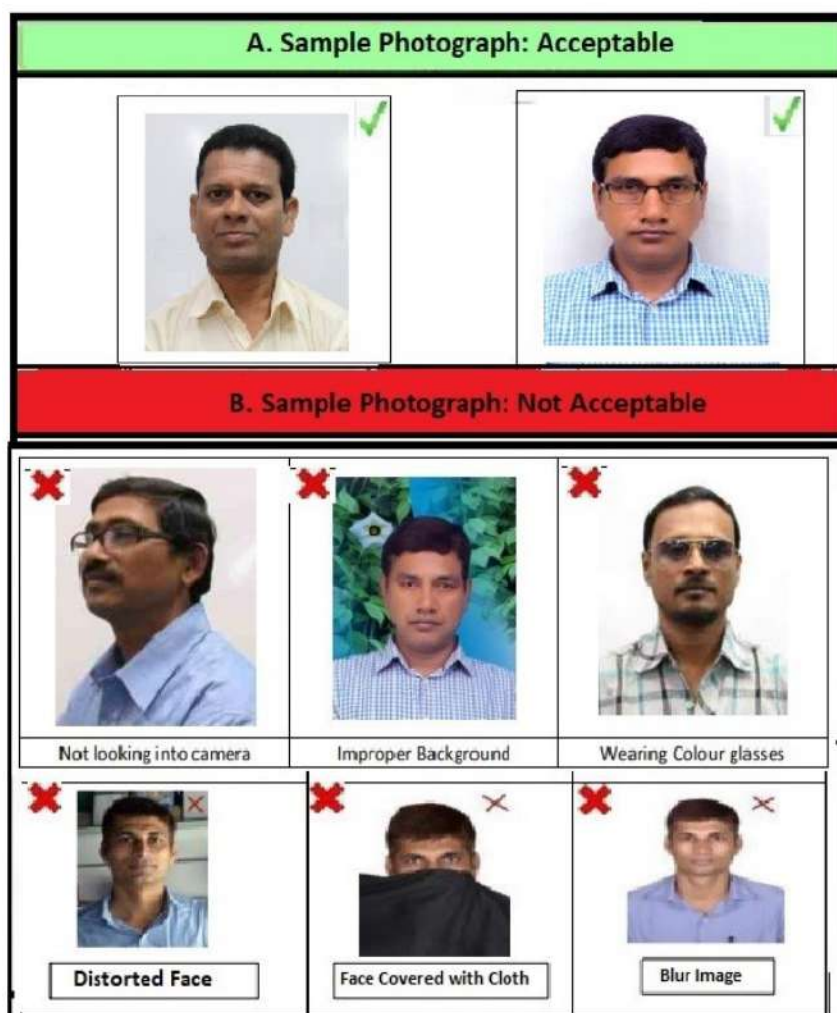 A. Sample Photograph: Acceptable
B. Sample Photograph: Not Acceptable
Not looking into camera
Improper Background
Wearing Colour glasses
Distorted Face
Face Covered with Cloth
Blur Image